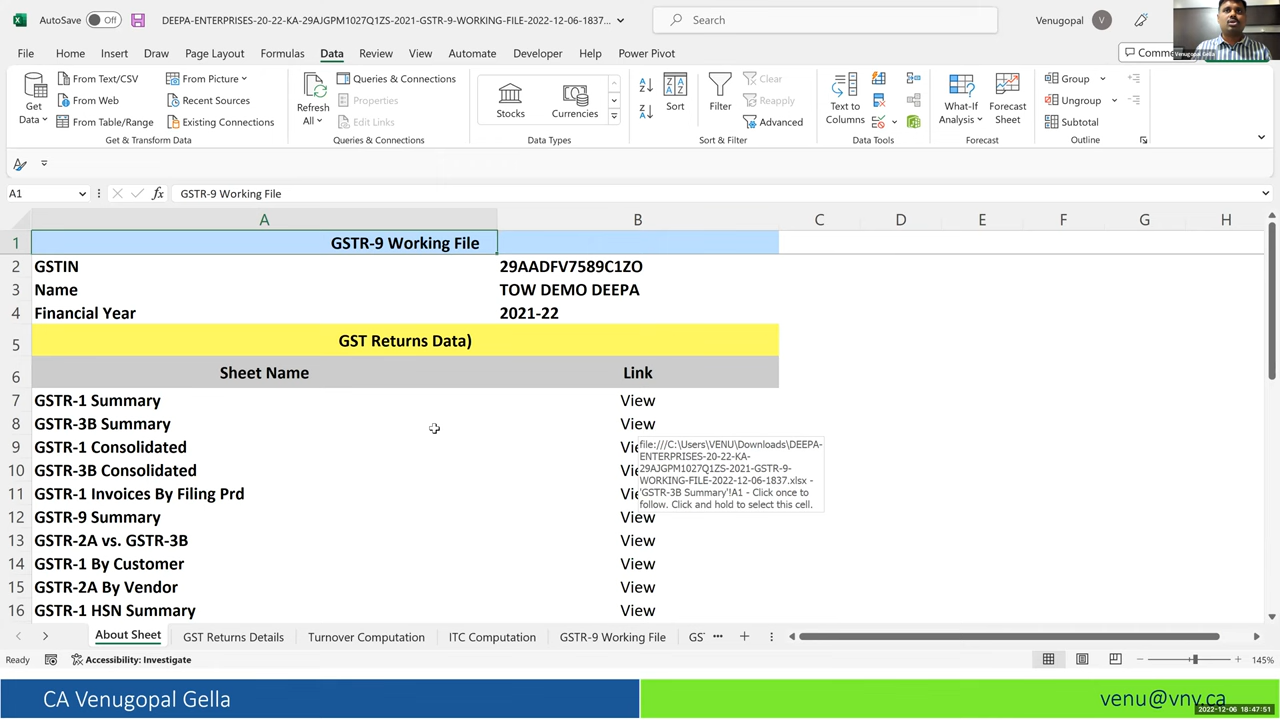 AutoSave Off DEEPA-ENTERPRISES-20-22-KA-29AJGPM1027Q1ZS-2021-GSTR-9-WORKING-FILE-2022-12-06-1837... Search Venugopal V
Venugopal Gella
File Home Insert Draw Page Layout Formulas Data Review View Automate Developer Help Power Pivot
Get Data
From Text/CSV
From Web
From Table/Range
From Picture
Recent Sources
Existing Connections
Get & Transform Data
Refresh All
Queries & Connections
Properties
Edit Links
Queries & Connections
Stocks
Currencies
Data Types
Sort
Filter
Clear
Reapply
Advanced
Sort & Filter
Text to Columns
Data Tools
What-If Analysis
Forecast Sheet
Forecast
Group
Ungroup
Subtotal
Outline
A1 fx GSTR-9 Working File
A B C D E F G H
1 GSTR-9 Working File
2 GSTIN 29AADFV7589C1ZO
3 Name TOW DEMO DEEPA
4 Financial Year 2021-22
5 GST Returns Data)
6 Sheet Name Link
7 GSTR-1 Summary View
8 GSTR-3B Summary View
9 GSTR-1 Consolidated
10 GSTR-3B Consolidated
11 GSTR-1 Invoices By Filing Prd
file:///C:\Users\VENU\Downloads\DEEPA-
ENTERPRISES-20-22-KA-
29AJGPM1027Q1ZS-2021-GSTR-9-
WORKING-FILE-2022-12-06-1837.xlsx -
'GSTR-3B Summary'!A1 - Click once to
follow. Click and hold to select this cell.
12 GSTR-9 Summary View
13 GSTR-2A vs. GSTR-3B View
14 GSTR-1 By Customer View
15 GSTR-2A By Vendor View
16 GSTR-1 HSN Summary View
About Sheet GST Returns Details Turnover Computation ITC Computation GSTR-9 Working File
Ready Accessibility: Investigate 145%
CA Venugopal Gella venu@vnv.ca
2022-12-06 18:47:51